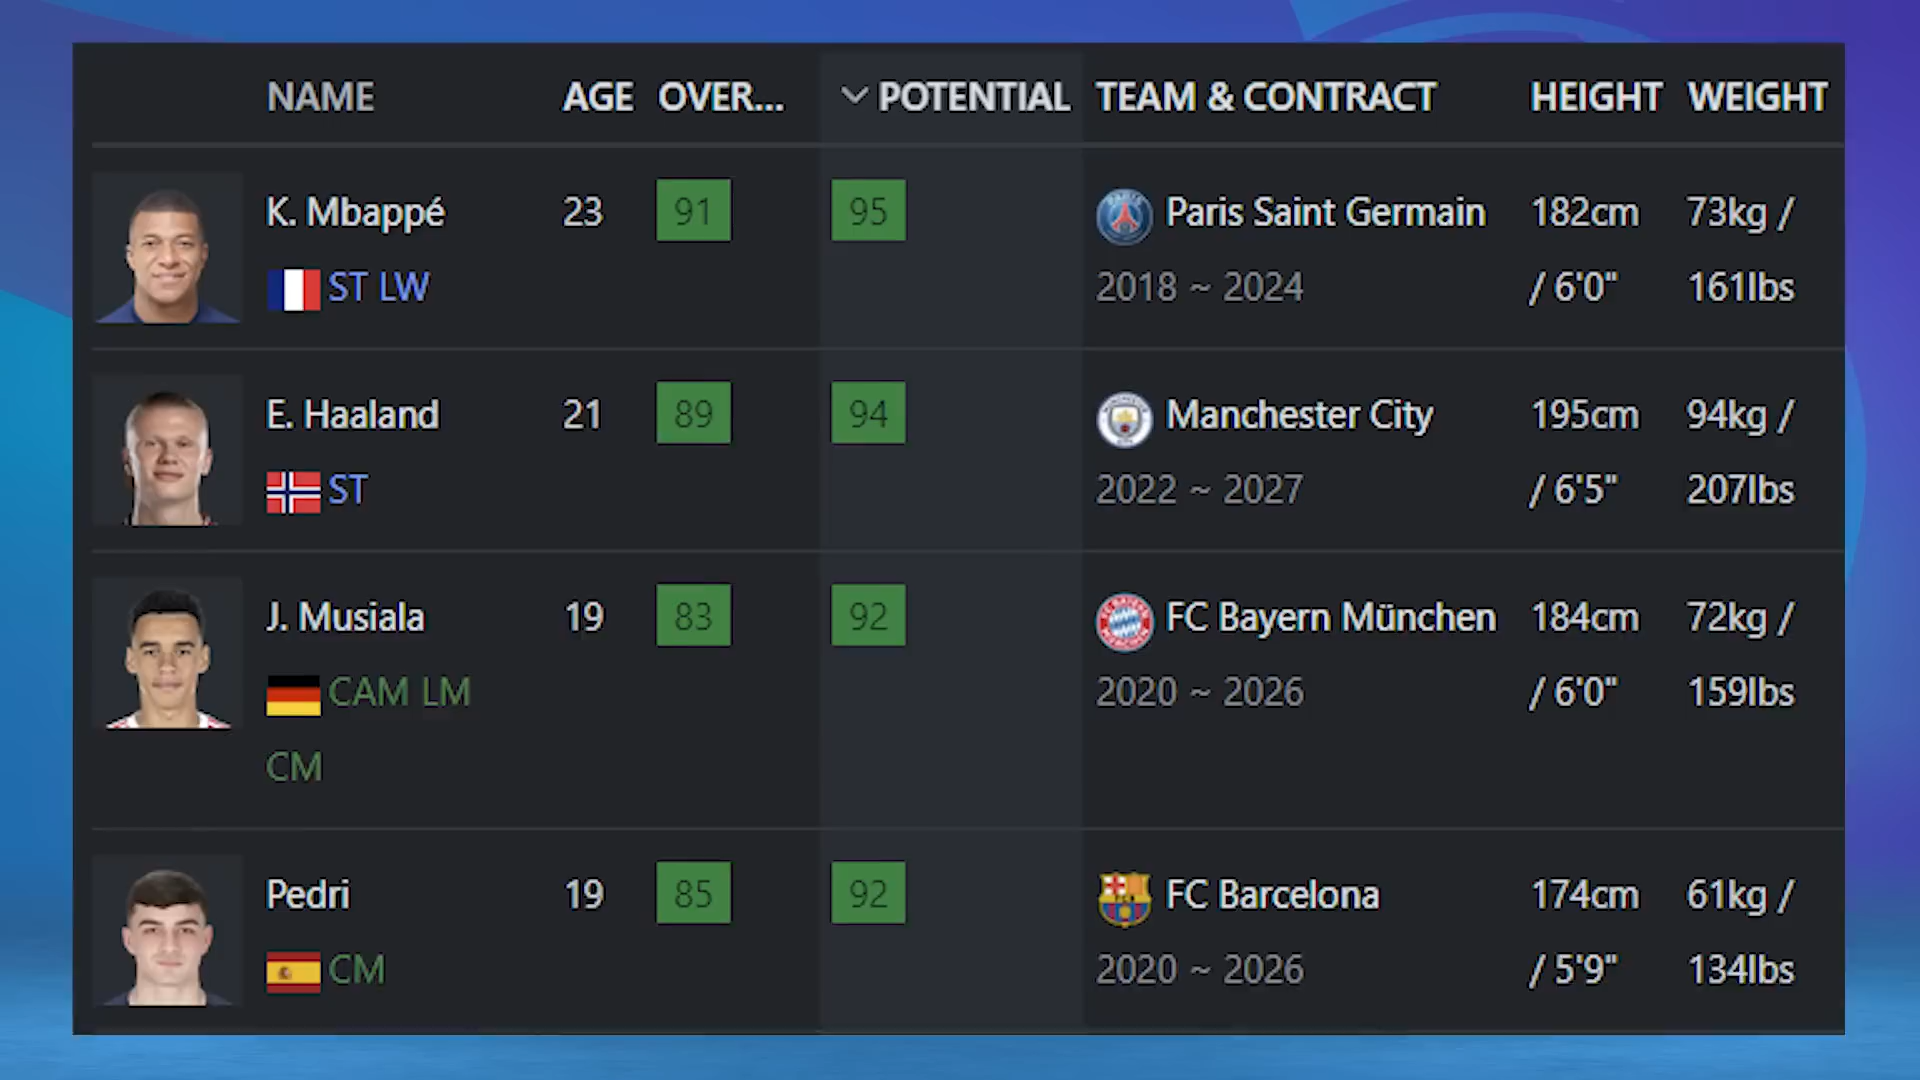 NAME AGE OVER... POTENTIAL TEAM & CONTRACT HEIGHT WEIGHT
K. Mbappé 23 91 95 Paris Saint Germain 182cm 73kg /
ST LW 2018 ~ 2024 / 6'0" 161lbs
E. Haaland 21 89 94 Manchester City 195cm 94kg /
ST 2022 ~ 2027 / 6'5" 207lbs
J. Musiala 19 83 92 FC Bayern München 184cm 72kg /
CAM LM 2020 ~ 2026 / 6'0" 159lbs
CM
Pedri 19 85 92 FC Barcelona 174cm 61kg /
CM 2020 ~ 2026 / 5'9" 134lbs